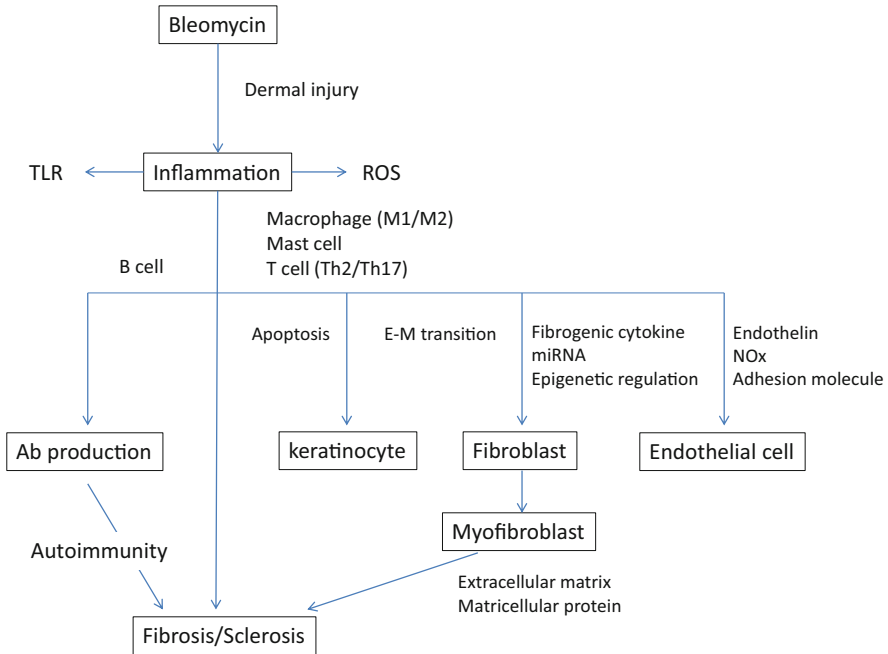 Bleomycin
Dermal injury
TLR
Inflammation
ROS
Macrophage (M1/M2)
Mast cell
T cell (Th2/Th17)
B cell
Apoptosis
E-M transition
Fibrogenic cytokine
miRNA
Epigenetic regulation
Endothelin
NOx
Adhesion molecule
Ab production
keratinocyte
Fibroblast
Endothelial cell
Myofibroblast
Autoimmunity
Extracellular matrix
Matricellular protein
Fibrosis/Sclerosis